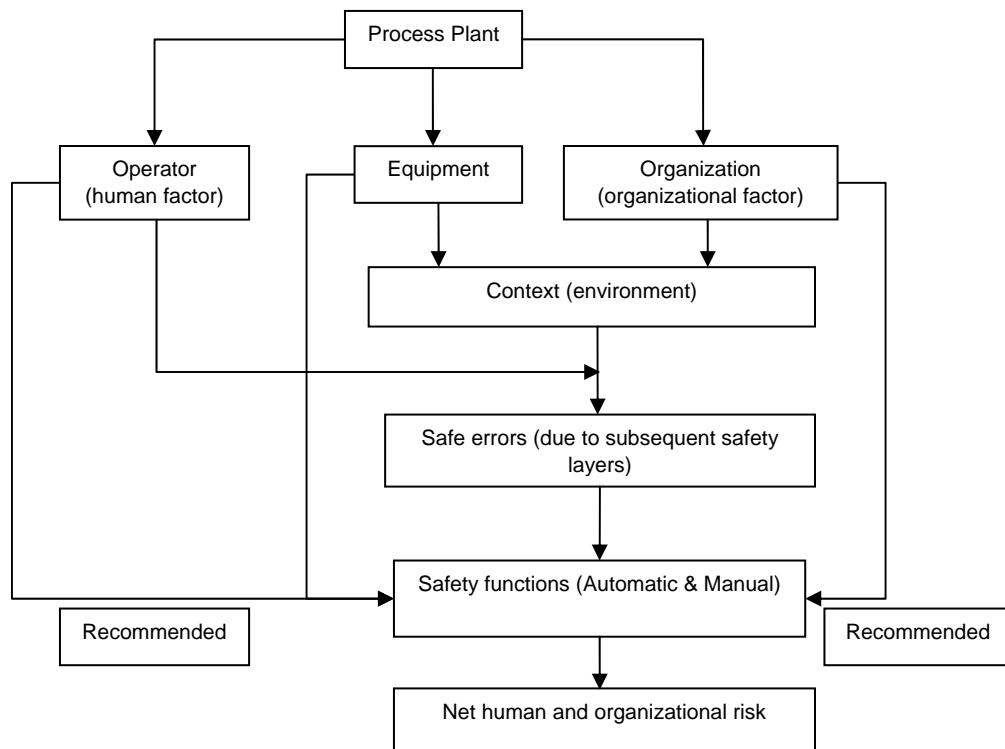 Process Plant
Operator
(human factor)
Equipment
Organization
(organizational factor)
Context (environment)
Safe errors (due to subsequent safety
layers)
Safety functions (Automatic & Manual)
Recommended
Recommended
Net human and organizational risk